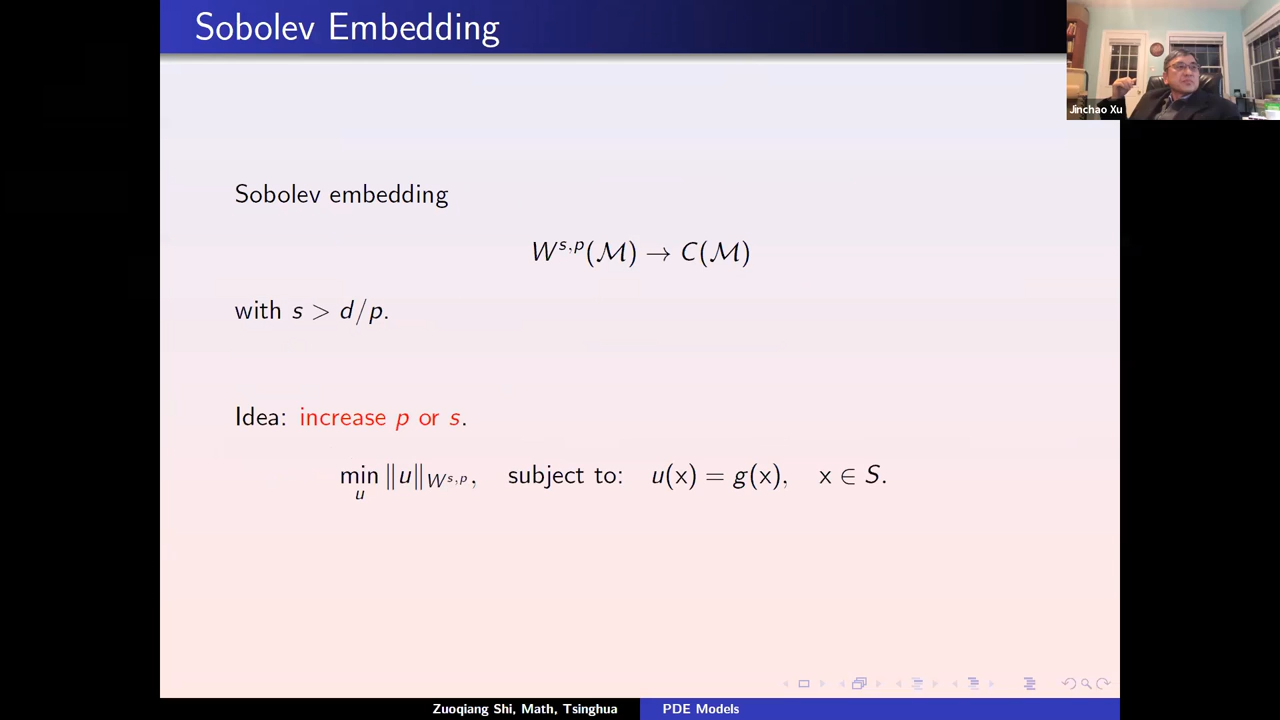 Sobolev Embedding
Jinchao Xu
Sobolev embedding
W^{s,p}(ℳ) → C(ℳ)
with s > d/p.
Idea: increase p or s.
min_u ‖u‖_{W^{s,p}}, subject to: u(x) = g(x), x ∈ S.
Zuoqiang Shi, Math, Tsinghua
PDE Models